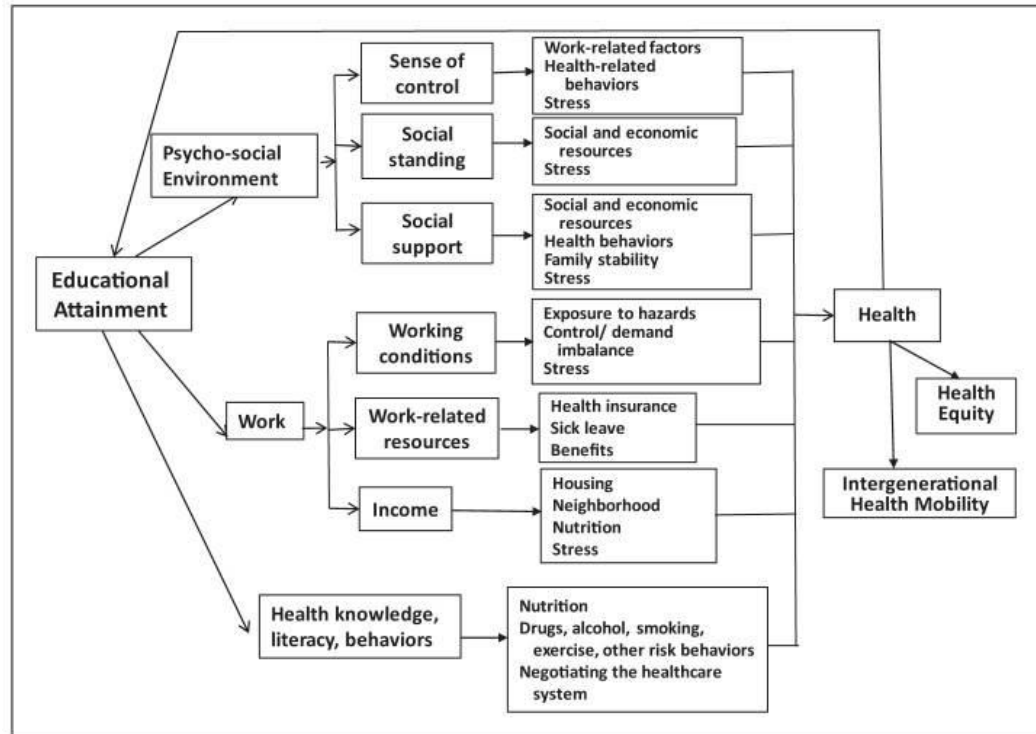 Sense of
control
Work-related factors
Health-related
behaviors
Stress
Psycho-social
Environment
Social
standing
Social and economic
resources
Stress
Social
support
Social and economic
resources
Health behaviors
Family stability
Stress
Educational
Attainment
Working
conditions
Exposure to hazards
Control/ demand
imbalance
Stress
Health
Work
Work-related
resources
Health insurance
Sick leave
Benefits
Health
Equity
Income
Housing
Neighborhood
Nutrition
Stress
Intergenerational
Health Mobility
Health knowledge,
literacy, behaviors
Nutrition
Drugs, alcohol, smoking,
exercise, other risk behaviors
Negotiating the healthcare
system